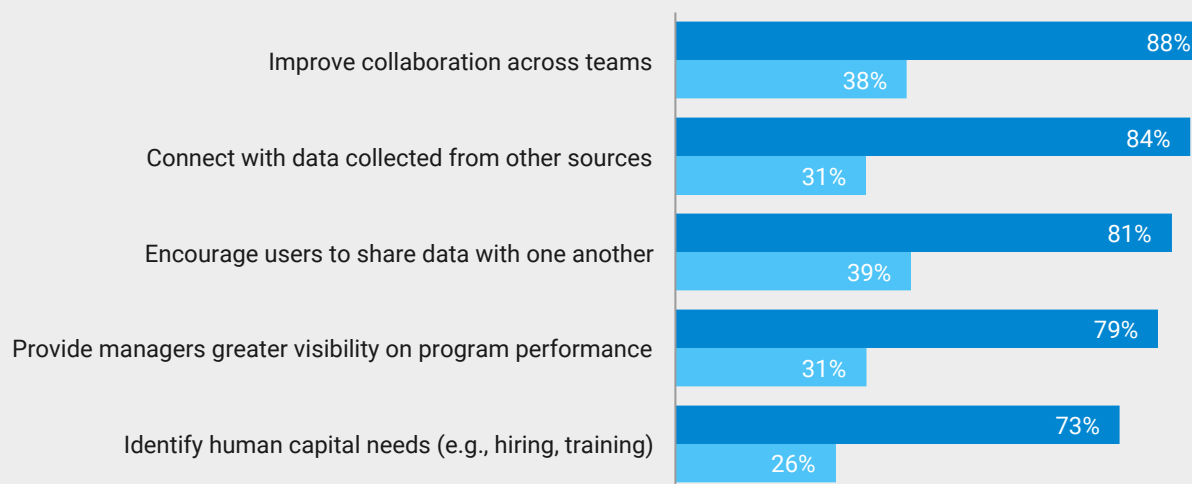 Improve collaboration across teams
88%
38%
Connect with data collected from other sources
84%
31%
Encourage users to share data with one another
81%
39%
Provide managers greater visibility on program performance
79%
31%
Identify human capital needs (e.g., hiring, training)
73%
26%